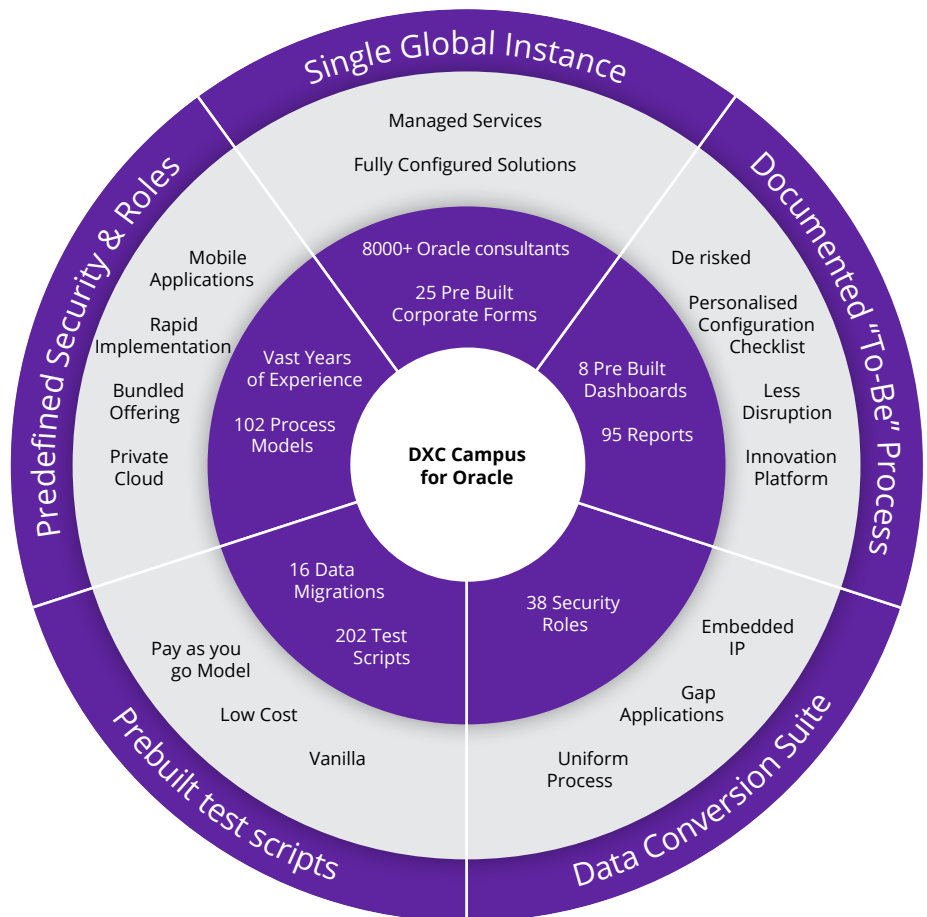 Single Global Instance
Managed Services
Fully Configured Solutions
8000+ Oracle consultants
25 Pre Built
Corporate Forms
Documented “To-Be” Process
De risked
Personalised
Configuration
Checklist
Less
Disruption
Innovation
Platform
8 Pre Built
Dashboards
95 Reports
Data Conversion Suite
Embedded
IP
Gap
Applications
Uniform
Process
38 Security
Roles
Prebuilt test scripts
Pay as you
go Model
Low Cost
Vanilla
16 Data
Migrations
202 Test
Scripts
Predefined Security & Roles
Mobile
Applications
Rapid
Implementation
Bundled
Offering
Private
Cloud
Vast Years
of Experience
102 Process
Models
DXC Campus
for Oracle